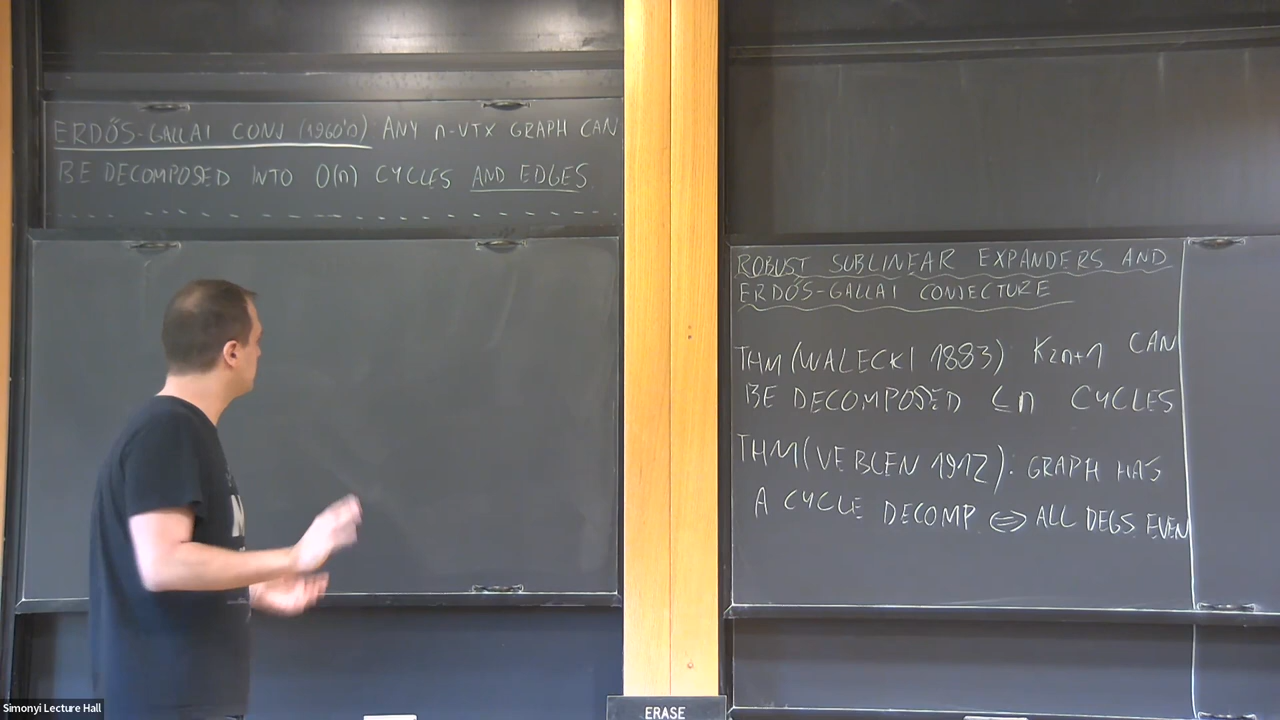 ERDŐS-GALLAI CONJ (1960's) ANY n-VTX GRAPH CAN
BE DECOMPOSED INTO O(n) CYCLES AND EDGES.
ROBUST SUBLINEAR EXPANDERS AND
ERDŐS-GALLAI CONJECTURE
THM (WALECKI 1883) K2n+1 CAN
BE DECOMPOSED ≤n CYCLES
THM (VEBLEN 1912): GRAPH HAS
A CYCLE DECOMP ⇔ ALL DEGS EVEN
ERASE
Simonyi Lecture Hall